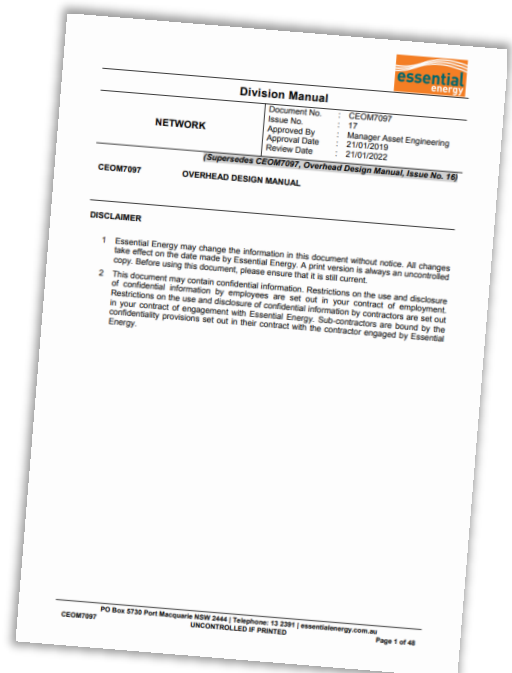 essential
energy
Division Manual
NETWORK
Document No. : CEOM7097
Issue No. : 17
Approved By : Manager Asset Engineering
Approval Date : 21/01/2019
Review Date : 21/01/2022
(Supersedes CEOM7097, Overhead Design Manual, Issue No. 16)
CEOM7097 OVERHEAD DESIGN MANUAL
DISCLAIMER
1 Essential Energy may change the information in this document without notice. All changes
take effect on the date made by Essential Energy. A print version is always an uncontrolled
copy. Before using this document, please ensure that it is still current.
2 This document may contain confidential information. Restrictions on the use and disclosure
of confidential information by employees are set out in your contract of employment.
Restrictions on the use and disclosure of confidential information by contractors are set out
in your contract of engagement with Essential Energy. Sub-contractors are bound by the
confidentiality provisions set out in their contract with the contractor engaged by Essential
Energy.
PO Box 5730 Port Macquarie NSW 2444 | Telephone: 13 2391 | essentialenergy.com.au
CEOM7097 UNCONTROLLED IF PRINTED Page 1 of 48